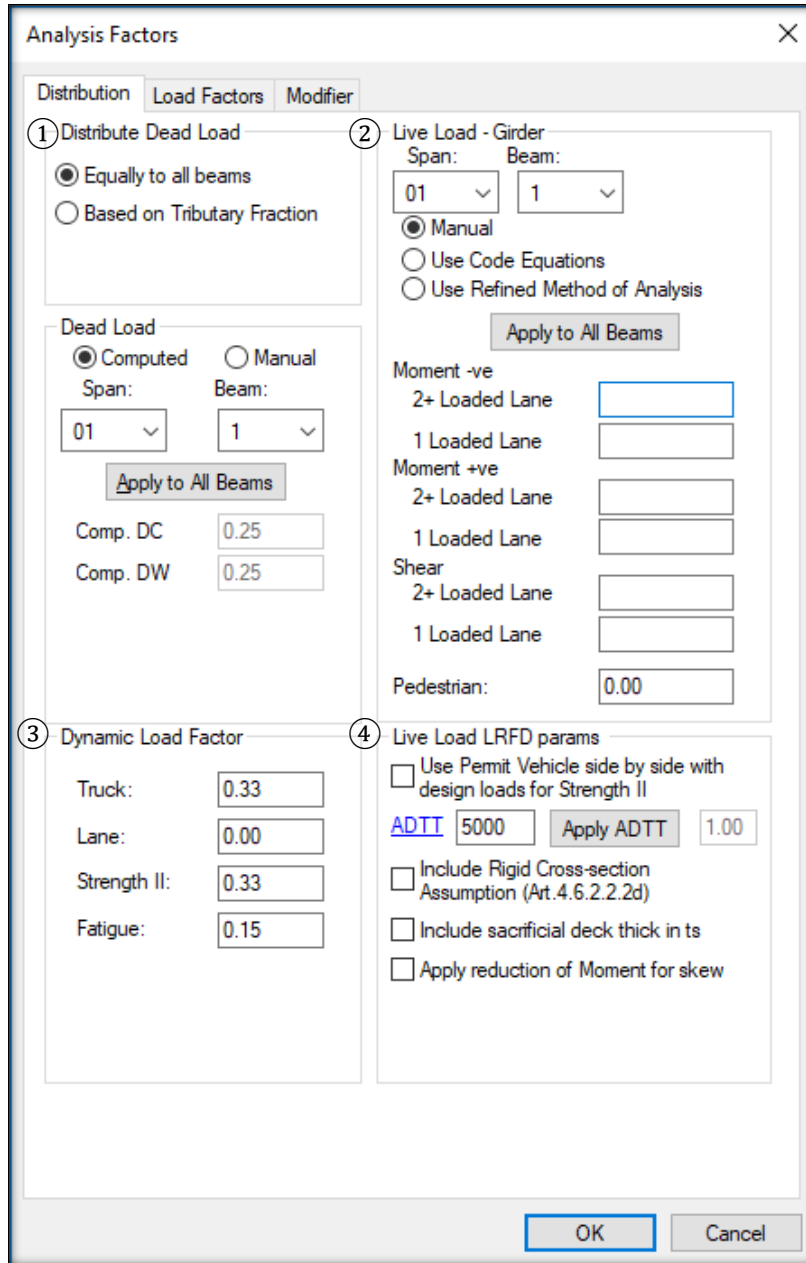 Analysis Factors
Distribution Load Factors Modifier
① Distribute Dead Load
Equally to all beams
Based on Tributary Fraction
Dead Load
Computed Manual
Span: Beam:
01 1
Apply to All Beams
Comp. DC 0.25
Comp. DW 0.25
② Live Load - Girder
Span: Beam:
01 1
Manual
Use Code Equations
Use Refined Method of Analysis
Apply to All Beams
Moment -ve
2+ Loaded Lane
1 Loaded Lane
Moment +ve
2+ Loaded Lane
1 Loaded Lane
Shear
2+ Loaded Lane
1 Loaded Lane
Pedestrian: 0.00
③ Dynamic Load Factor
Truck: 0.33
Lane: 0.00
Strength II: 0.33
Fatigue: 0.15
④ Live Load LRFD params
Use Permit Vehicle side by side with
design loads for Strength II
ADTT 5000 Apply ADTT 1.00
Include Rigid Cross-section
Assumption (Art.4.6.2.2.2d)
Include sacrificial deck thick in ts
Apply reduction of Moment for skew
OK Cancel